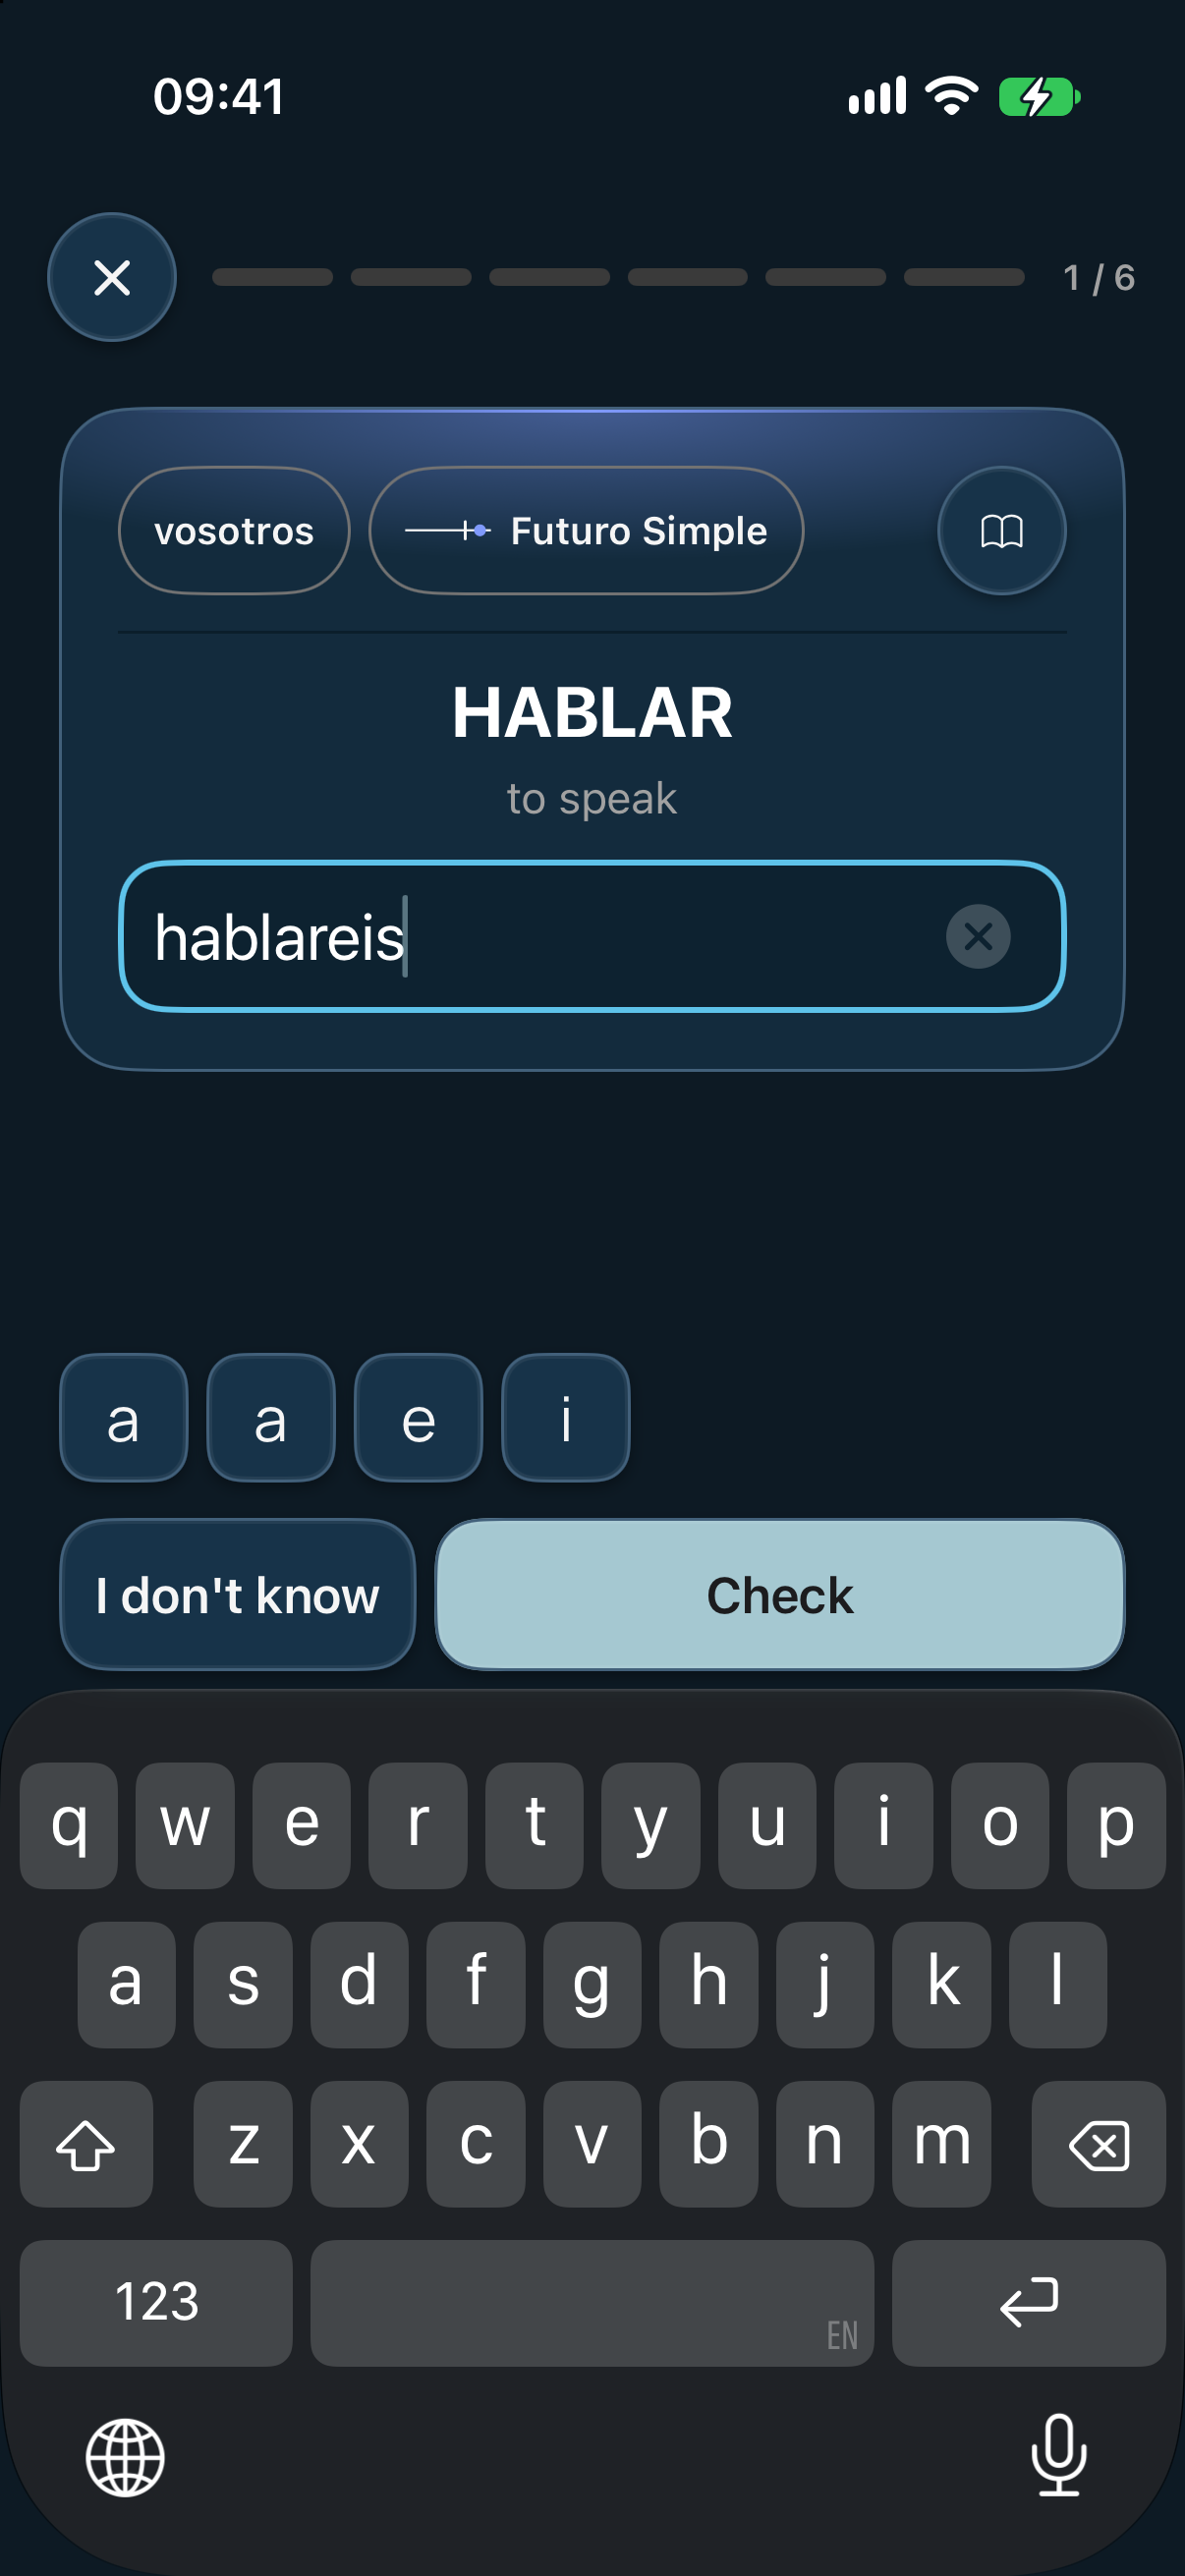 09:41
1 / 6
vosotros
Futuro Simple
HABLAR
to speak
hablareis
a a e i
I don't know
Check
q w e r t y u i o p
a s d f g h j k l
z x c v b n m
123
EN